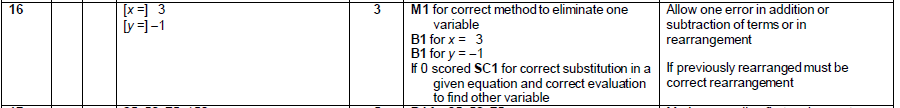 16
[x =] 3
[y =] –1
3
M1 for correct method to eliminate one
variable
B1 for x = 3
B1 for y = –1
If 0 scored SC1 for correct substitution in a
given equation and correct evaluation
to find other variable
Allow one error in addition or
subtraction of terms or in
rearrangement
If previously rearranged must be
correct rearrangement